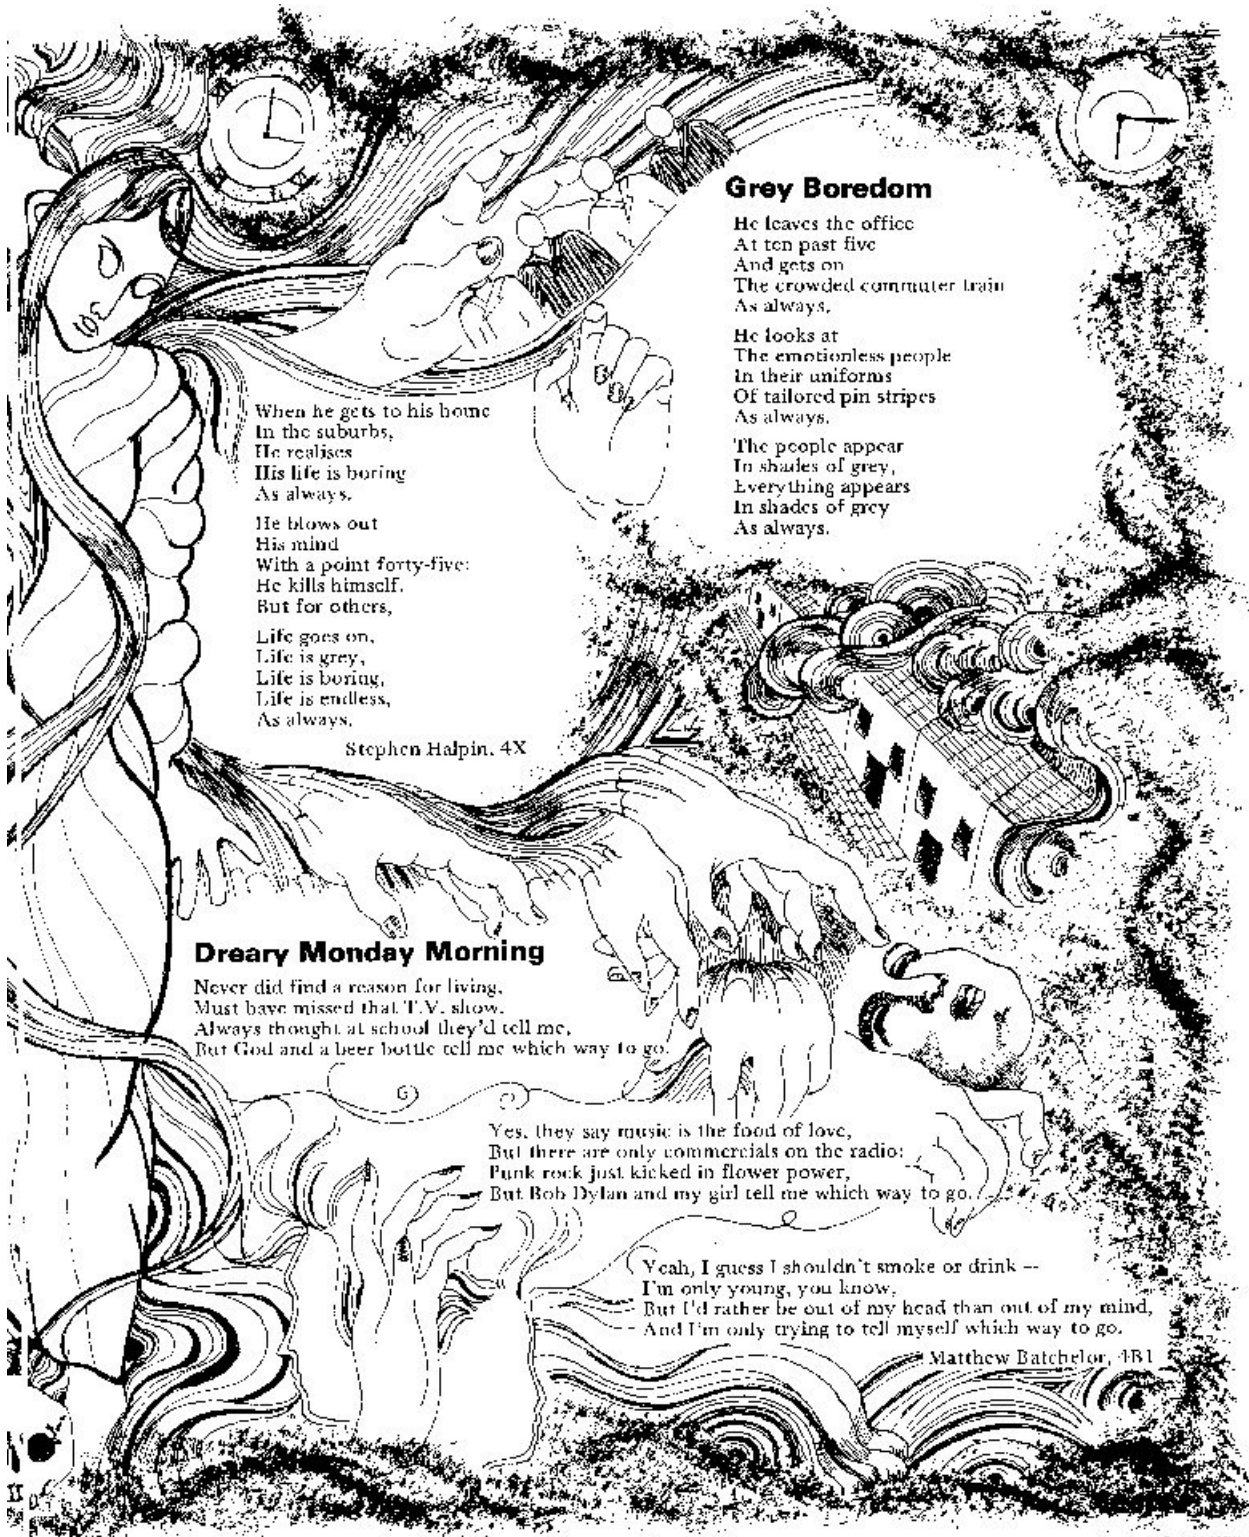 Grey Boredom
He leaves the office
At ten past five
And gets on
The crowded commuter train
As always.
He looks at
The emotionless people
In their uniforms
Of tailored pin stripes
As always.
The people appear
In shades of grey,
Everything appears
In shades of grey
As always.
When he gets to his home
In the suburbs,
He realises
His life is boring
As always.
He blows out
His mind
With a point forty-five:
He kills himself.
But for others,
Life goes on,
Life is grey,
Life is boring,
Life is endless,
As always.
Stephen Halpin, 4X
Dreary Monday Morning
Never did find a reason for living,
Must have missed that T.V. show.
Always thought at school they'd tell me,
But God and a beer bottle tell me which way to go.
Yes, they say music is the food of love,
But there are only commercials on the radio:
Punk rock just kicked in flower power,
But Bob Dylan and my girl tell me which way to go.
Yeah, I guess I shouldn't smoke or drink --
I'm only young, you know,
But I'd rather be out of my head than out of my mind,
And I'm only trying to tell myself which way to go.
Matthew Batchelor, 4B1